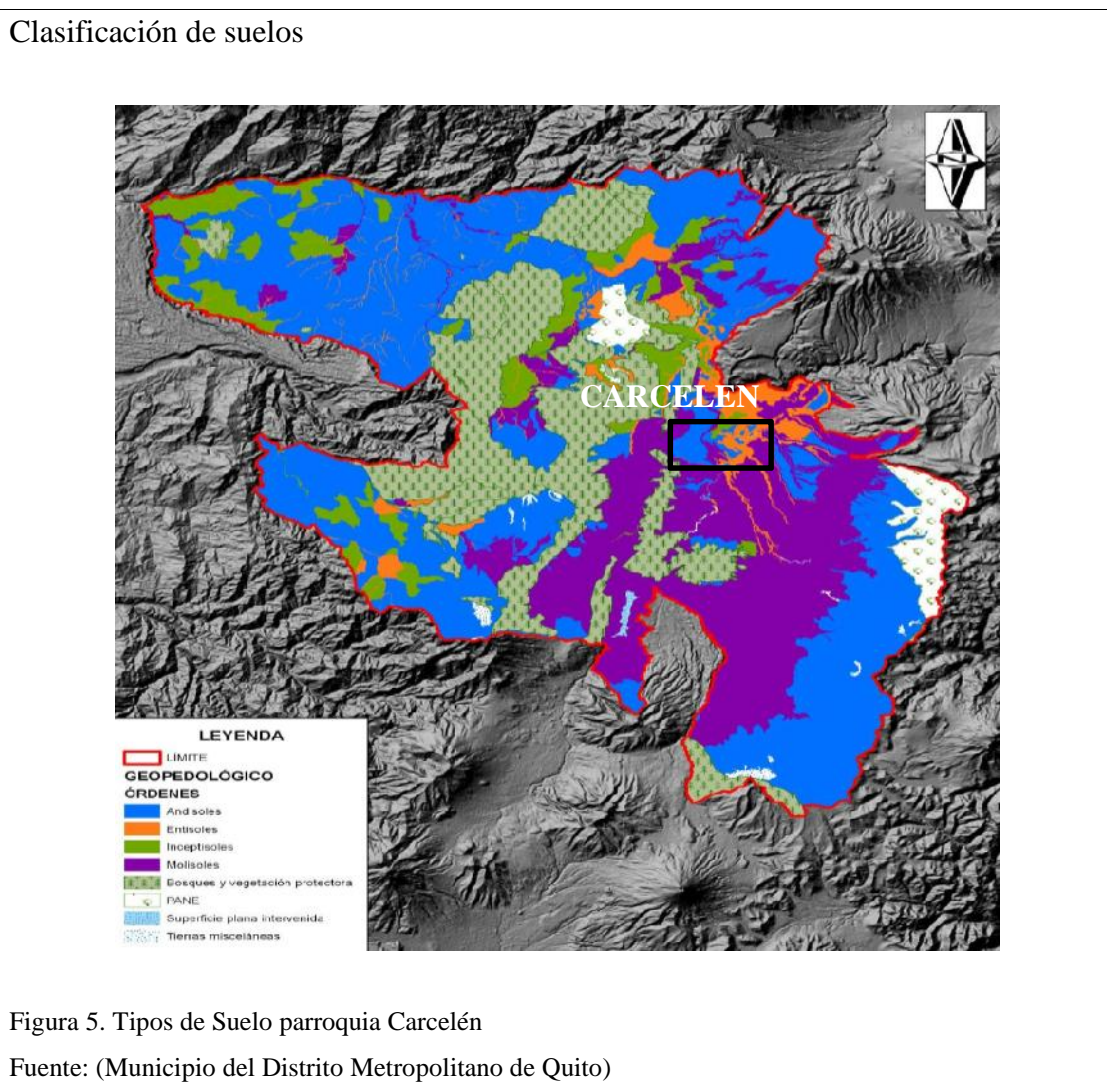 Clasificación de suelos
CARCELEN
LEYENDA
LIMITE
GEOPEDOLÓGICO
ÓRDENES
Andisoles
Entisoles
Inceptisoles
Molisoles
Bosques y vegetación protectora
PANE
Superficie plana intervenida
Tierras misceláneas
Figura 5. Tipos de Suelo parroquia Carcelén
Fuente: (Municipio del Distrito Metropolitano de Quito)